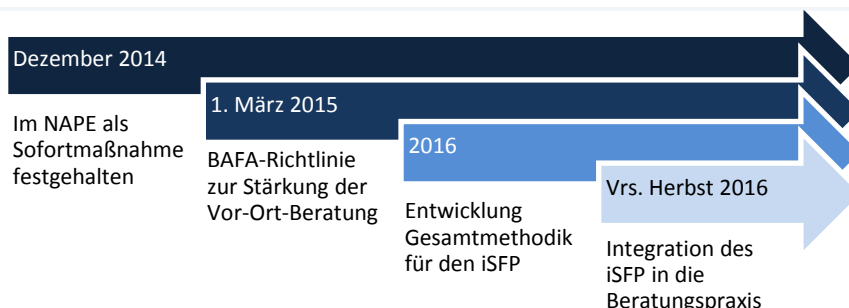 Dezember 2014
Im NAPE als
Sofortmaßnahme
festgehalten
1. März 2015
BAFA-Richtlinie
zur Stärkung der
Vor-Ort-Beratung
2016
Entwicklung
Gesamtmethodik
für den iSFP
Vrs. Herbst 2016
Integration des
iSFP in die
Beratungspraxis